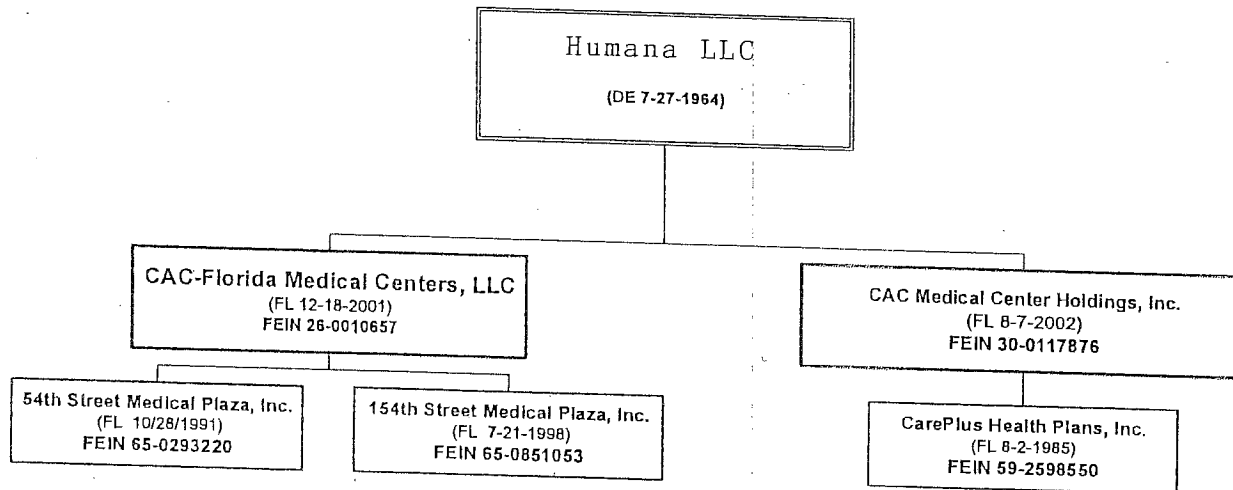 Humana LLC
(DE 7-27-1964)
CAC-Florida Medical Centers, LLC
(FL 12-18-2001)
FEIN 26-0010657
CAC Medical Center Holdings, Inc.
(FL 8-7-2002)
FEIN 30-0117876
54th Street Medical Plaza, Inc.
(FL 10/28/1991)
FEIN 65-0293220
154th Street Medical Plaza, Inc.
(FL 7-21-1998)
FEIN 65-0851053
CarePlus Health Plans, Inc.
(FL 8-2-1985)
FEIN 59-2598550